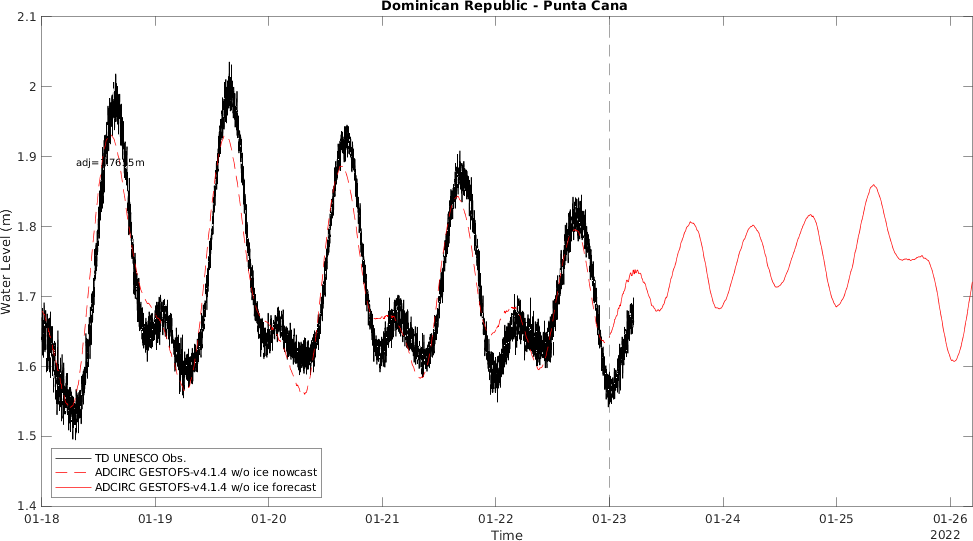 Dominican Republic - Punta Cana
2.1
2
1.9
1.8
1.7
1.6
1.5
1.4
Water Level (m)
TD UNESCO Obs.
ADCIRC GESTOFS-v4.1.4 w/o ice nowcast
ADCIRC GESTOFS-v4.1.4 w/o ice forecast
01-18 01-19 01-20 01-21 01-22 01-23 01-24 01-25 01-26
Time
2022